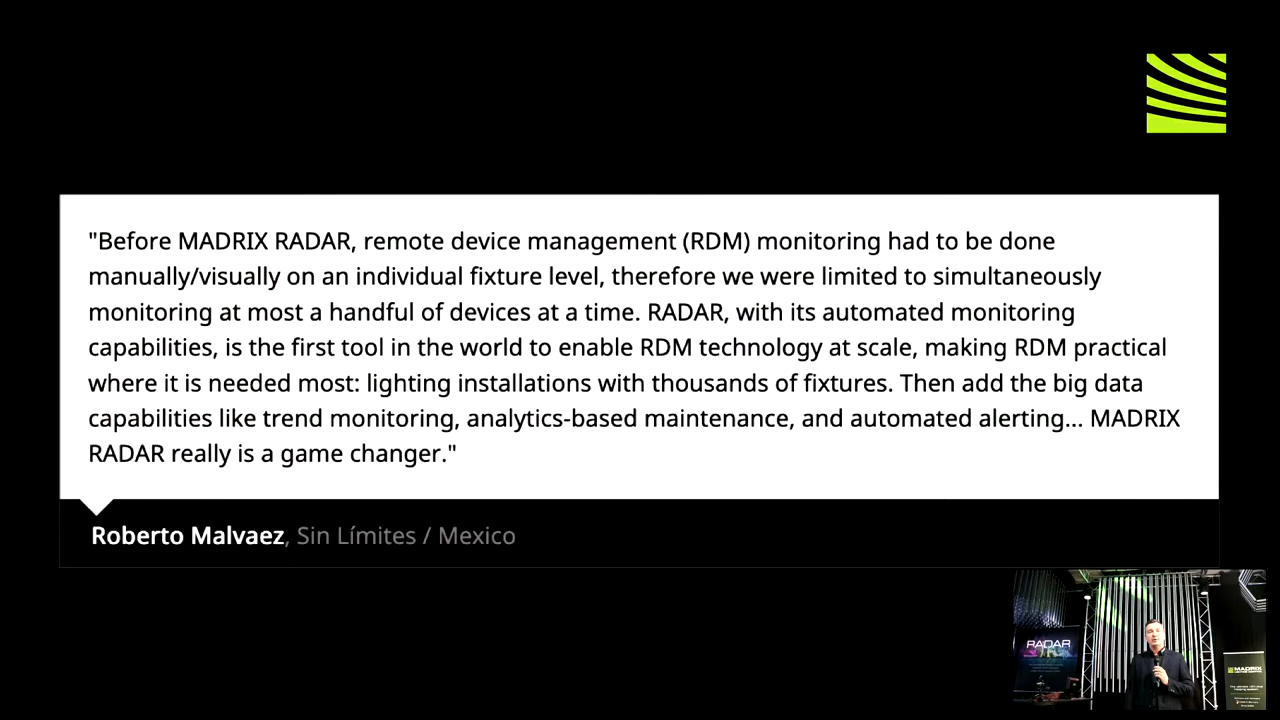 "Before MADRIX RADAR, remote device management (RDM) monitoring had to be done
manually/visually on an individual fixture level, therefore we were limited to simultaneously
monitoring at most a handful of devices at a time. RADAR, with its automated monitoring
capabilities, is the first tool in the world to enable RDM technology at scale, making RDM practical
where it is needed most: lighting installations with thousands of fixtures. Then add the big data
capabilities like trend monitoring, analytics-based maintenance, and automated alerting... MADRIX
RADAR really is a game changer."
Roberto Malvaez, Sin Límites / Mexico
RADAR
MADRIX